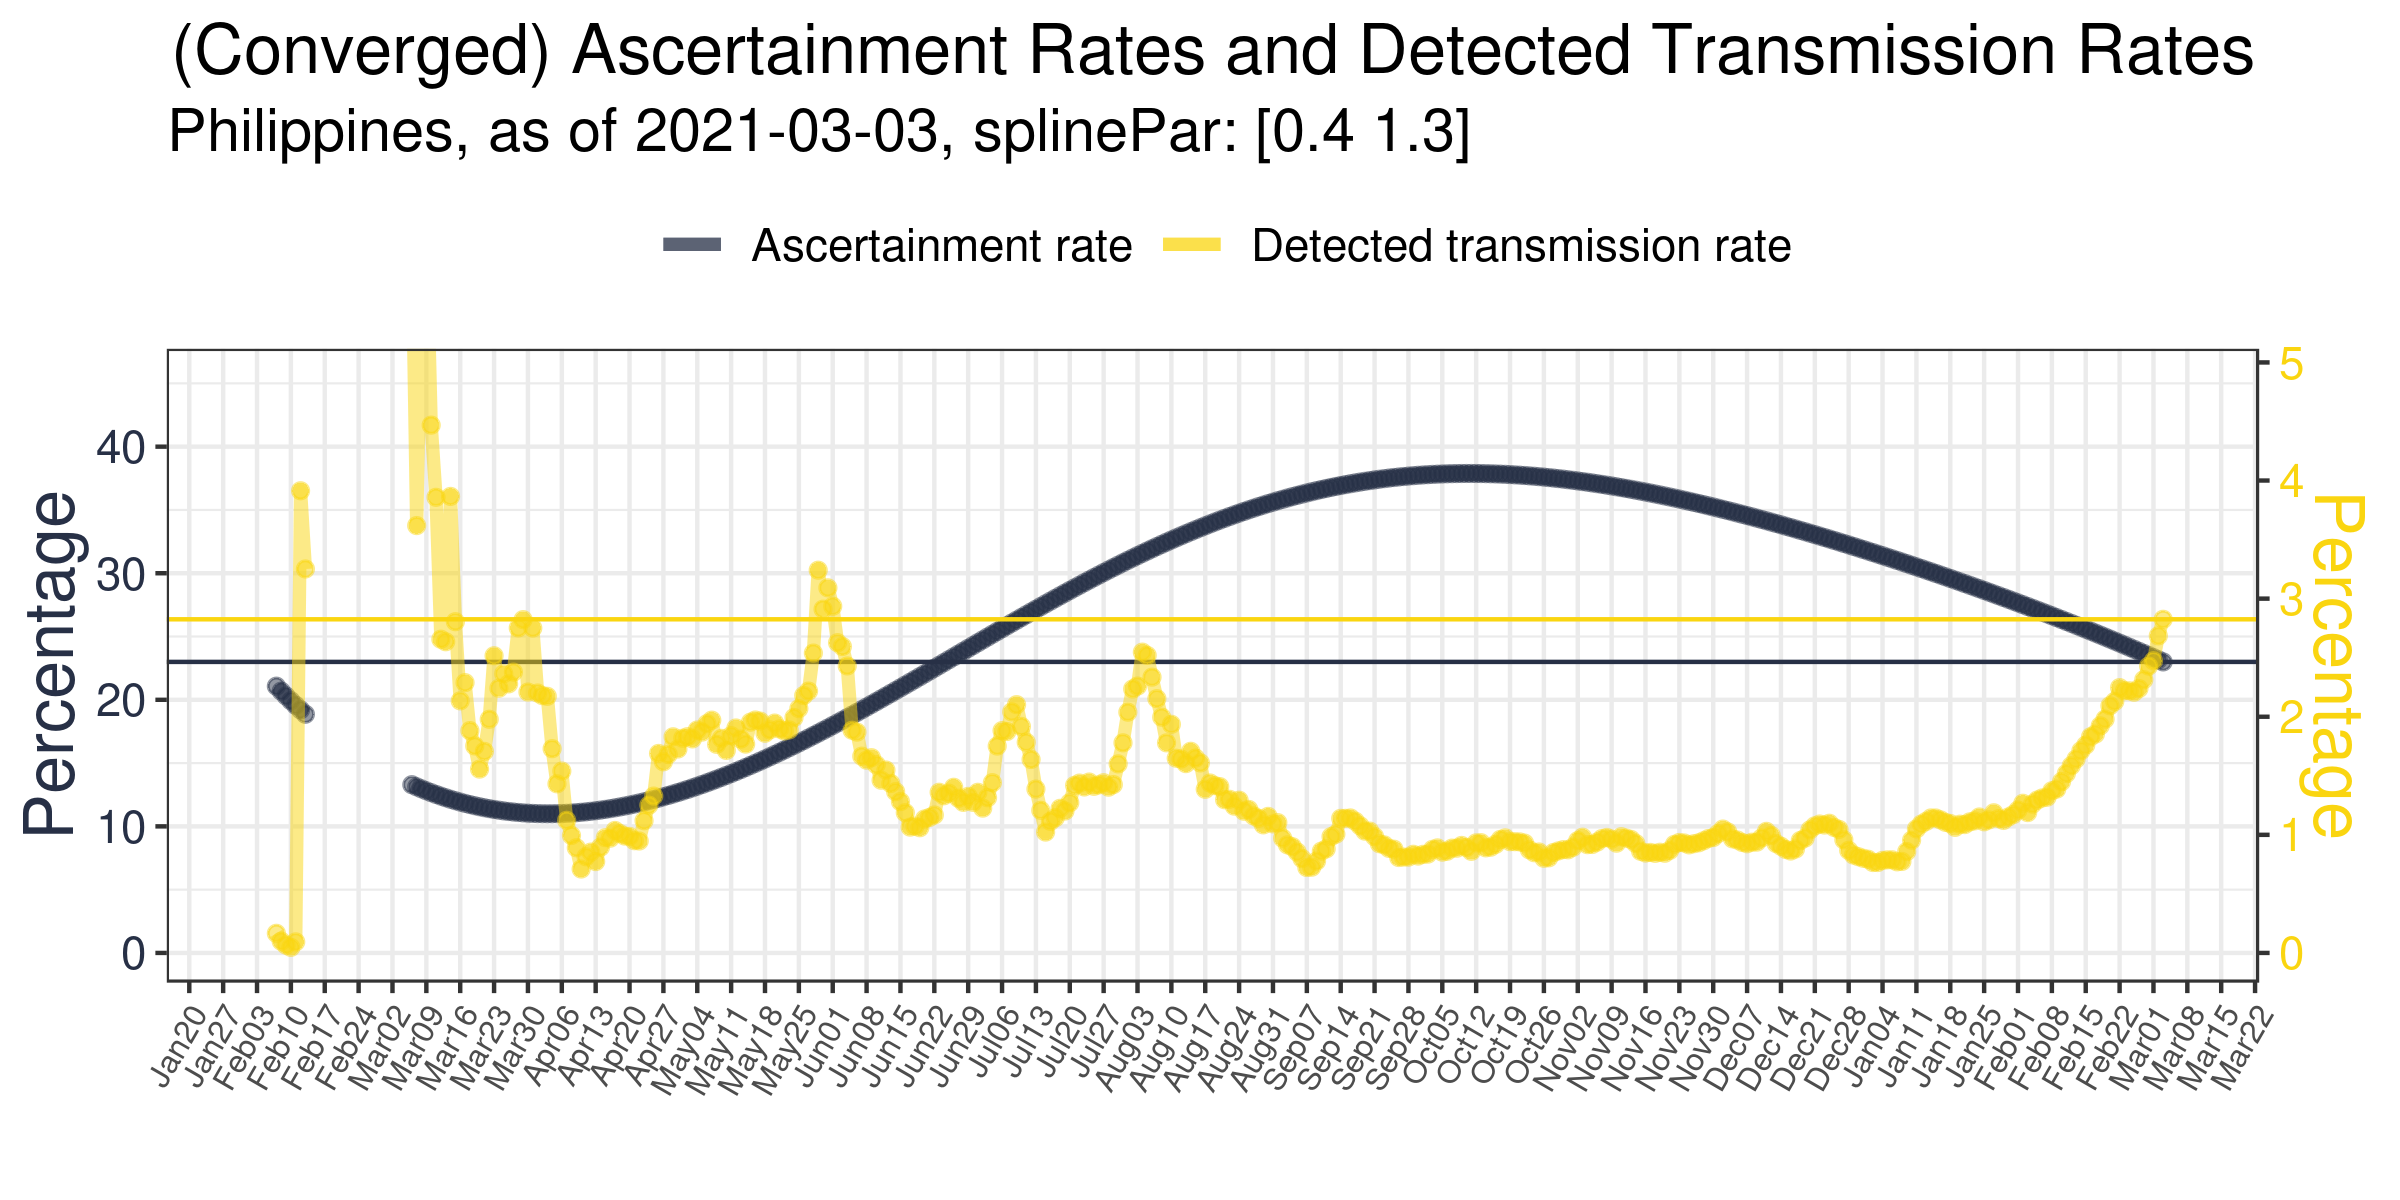 (Converged) Ascertainment Rates and Detected Transmission Rates
Philippines, as of 2021-03-03, splinePar: [0.4 1.3]
Ascertainment rate Detected transmission rate
Percentage
40
30
20
10
0
5
4
3
2
1
0
Percentage
Jan20
Jan27
Feb03
Feb10
Feb17
Feb24
Mar02
Mar09
Mar16
Mar23
Mar30
Apr06
Apr13
Apr20
Apr27
May04
May11
May18
May25
Jun01
Jun08
Jun15
Jun22
Jun29
Jul06
Jul13
Jul20
Jul27
Aug03
Aug10
Aug17
Aug24
Aug31
Sep07
Sep14
Sep21
Sep28
Oct05
Oct12
Oct19
Oct26
Nov02
Nov09
Nov16
Nov23
Nov30
Dec07
Dec14
Dec21
Dec28
Jan04
Jan11
Jan18
Jan25
Feb01
Feb08
Feb15
Feb22
Mar01
Mar08
Mar15
Mar22